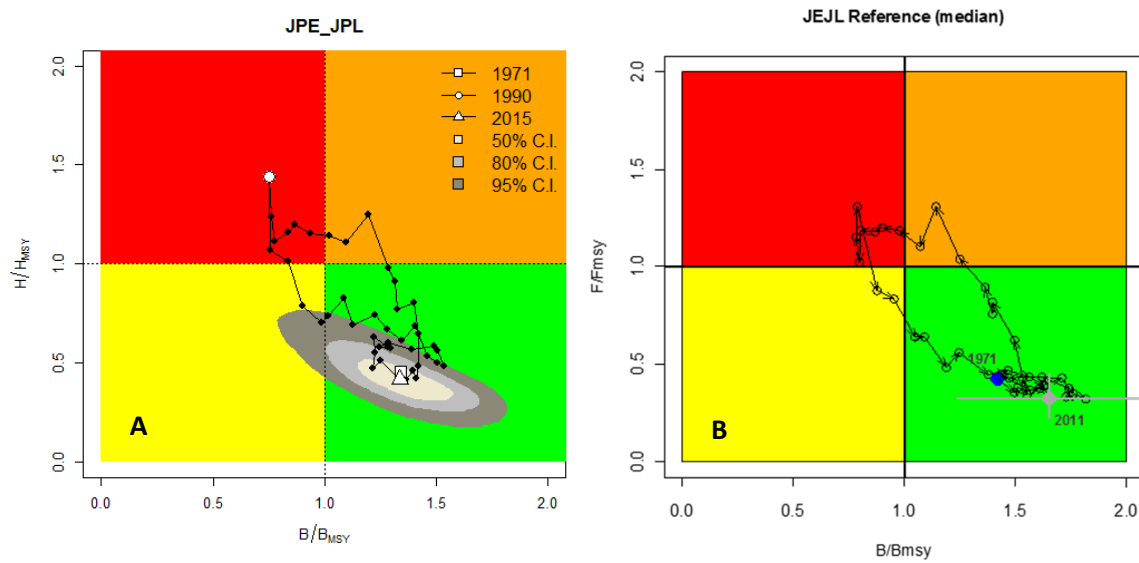 JPE_JPL
2.0
1.5
1.0
0.5
0.0
H/HMSY
1971
1990
2015
50% C.I.
80% C.I.
95% C.I.
A
0.0 0.5 1.0 1.5 2.0
B/BMSY
JEJL Reference (median)
2.0
1.5
1.0
0.5
0.0
F/Fmsy
1971
2011
B
0.0 0.5 1.0 1.5 2.0
B/Bmsy